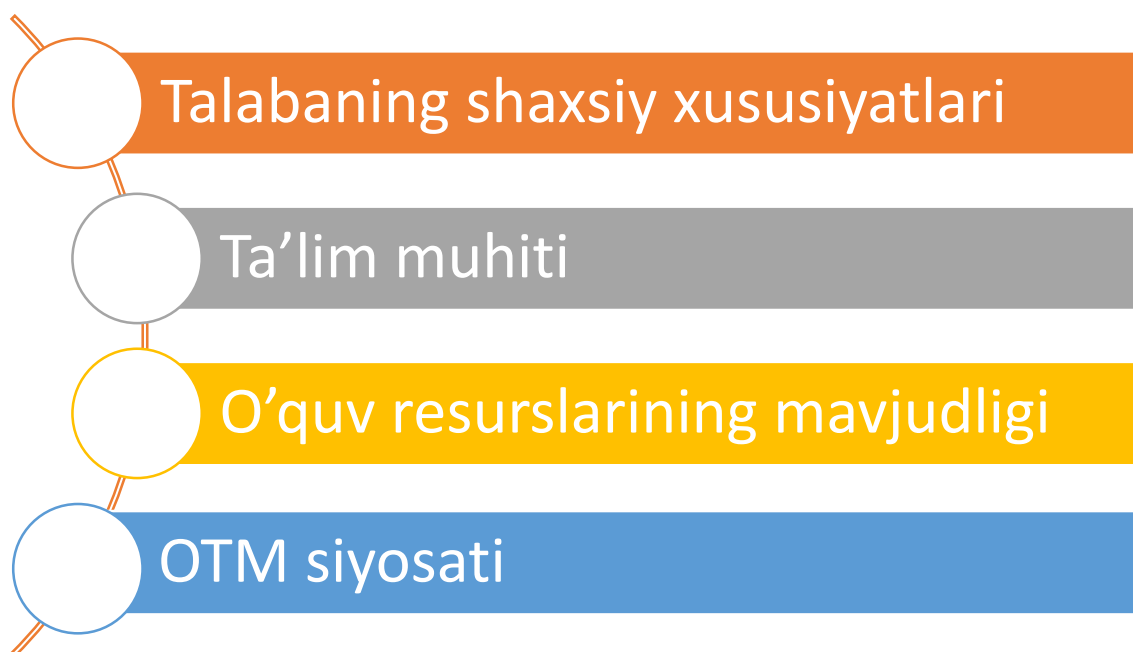 Talabaning shaxsiy xususiyatlari
Ta’lim muhiti
O’quv resurslarining mavjudligi
OTM siyosati